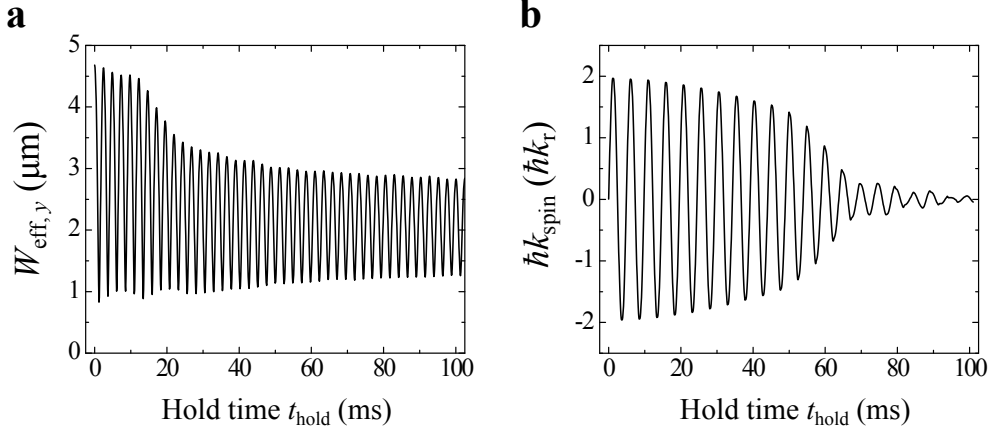 a
W_eff, y (μm)
5
4
3
2
1
0
0 20 40 60 80 100
Hold time t_hold (ms)
b
ħk_spin (ħk_r)
2
1
0
-1
-2
0 20 40 60 80 100
Hold time t_hold (ms)